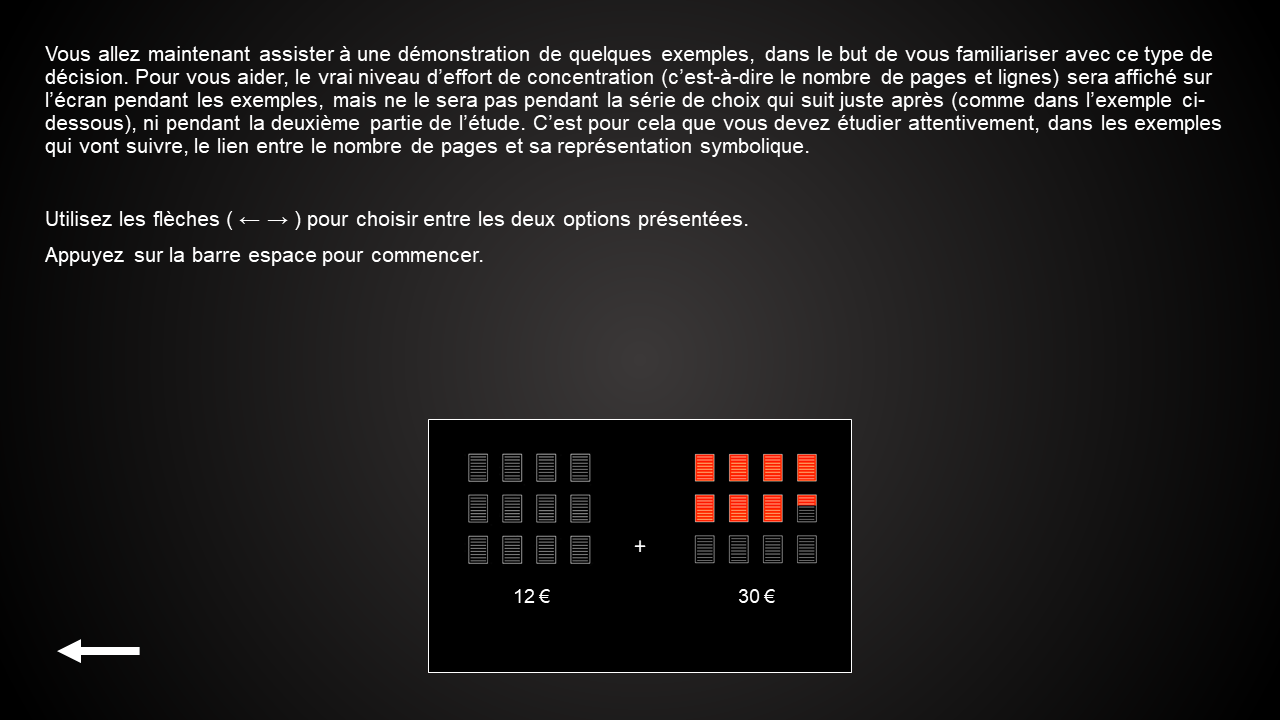 Vous allez maintenant assister à une démonstration de quelques exemples, dans le but de vous familiariser avec ce type de
décision. Pour vous aider, le vrai niveau d’effort de concentration (c’est-à-dire le nombre de pages et lignes) sera affiché sur
l’écran pendant les exemples, mais ne le sera pas pendant la série de choix qui suit juste après (comme dans l’exemple ci-
dessous), ni pendant la deuxième partie de l’étude. C’est pour cela que vous devez étudier attentivement, dans les exemples
qui vont suivre, le lien entre le nombre de pages et sa représentation symbolique.
Utilisez les flèches ( ← → ) pour choisir entre les deux options présentées.
Appuyez sur la barre espace pour commencer.
+
12 € 30 €